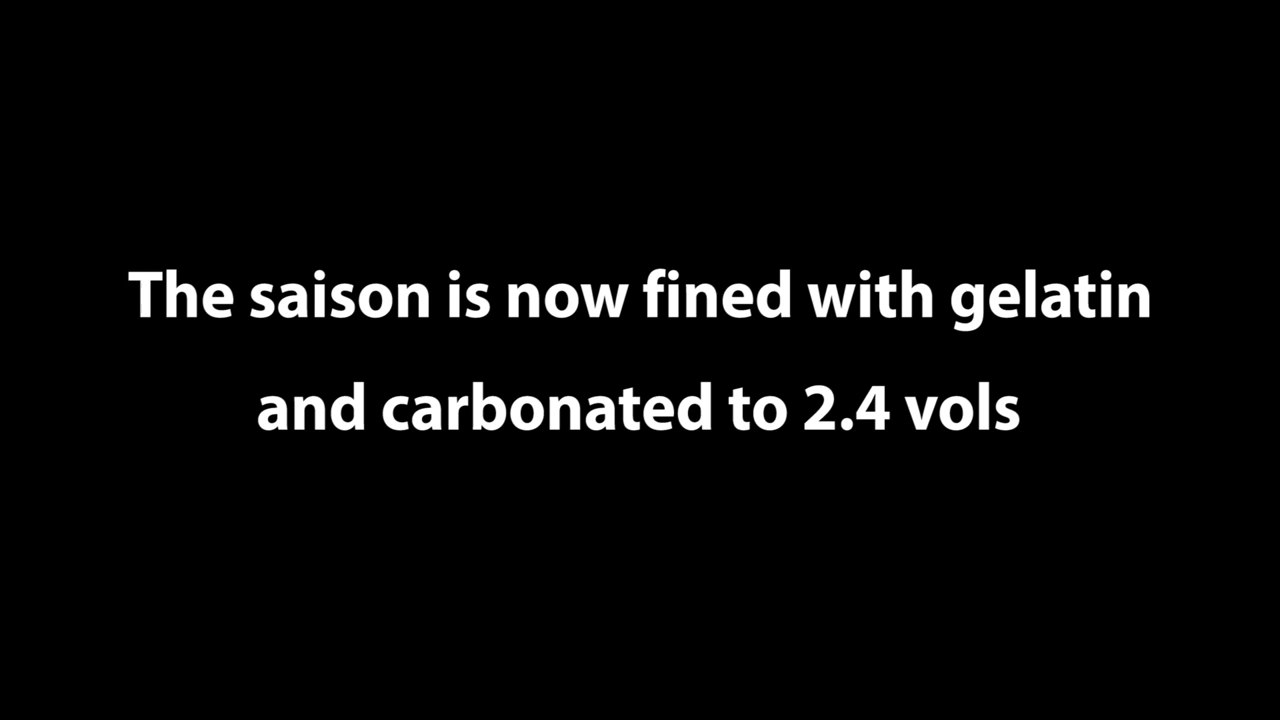 The saison is now fined with gelatin
and carbonated to 2.4 vols